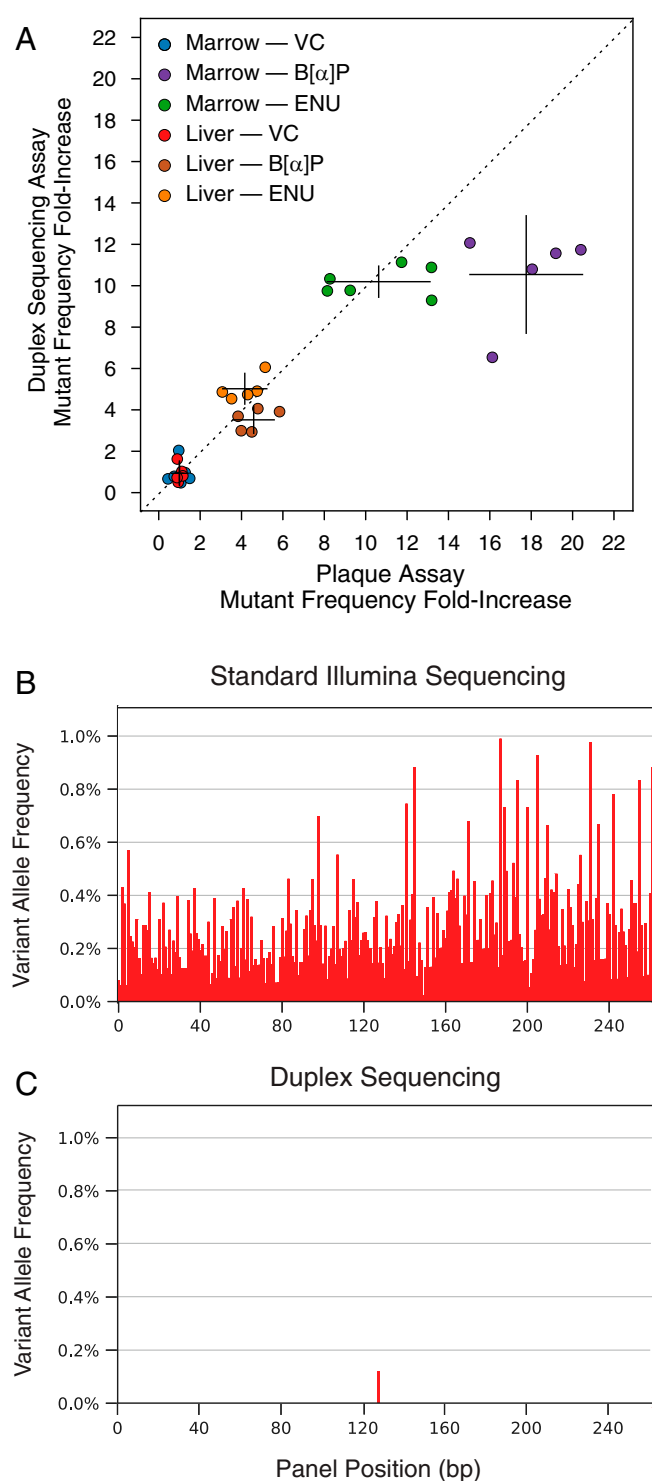 A
Marrow — VC
Marrow — B[α]P
Marrow — ENU
Liver — VC
Liver — B[α]P
Liver — ENU
Duplex Sequencing Assay
Mutant Frequency Fold-Increase
22
20
18
16
14
12
10
8
6
4
2
0
0 2 4 6 8 10 12 14 16 18 20 22
Plaque Assay
Mutant Frequency Fold-Increase
B
Standard Illumina Sequencing
Variant Allele Frequency
1.0%
0.8%
0.6%
0.4%
0.2%
0.0%
0 40 80 120 160 200 240
C
Duplex Sequencing
Variant Allele Frequency
1.0%
0.8%
0.6%
0.4%
0.2%
0.0%
0 40 80 120 160 200 240
Panel Position (bp)